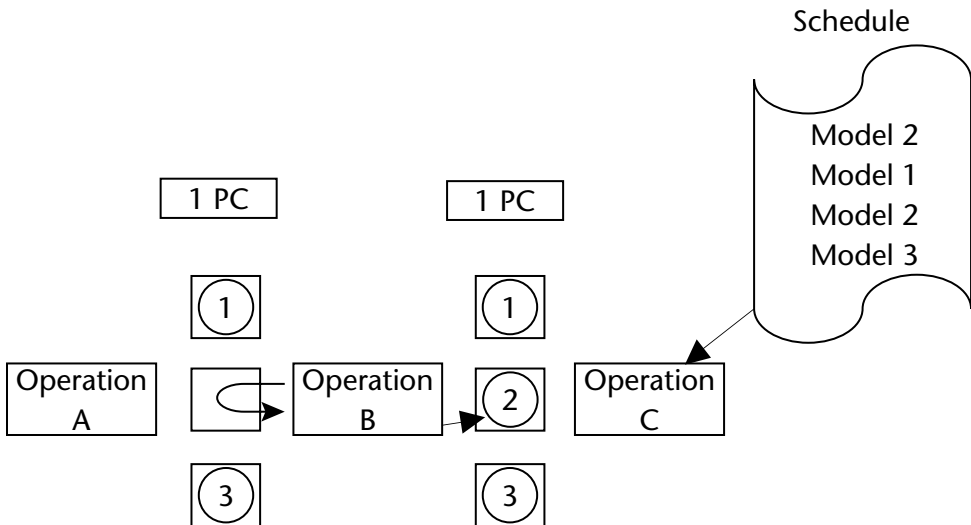 Schedule
Model 2
Model 1
Model 2
Model 3
1 PC
1 PC
1
1
Operation
A
Operation
B
2
Operation
C
3
3